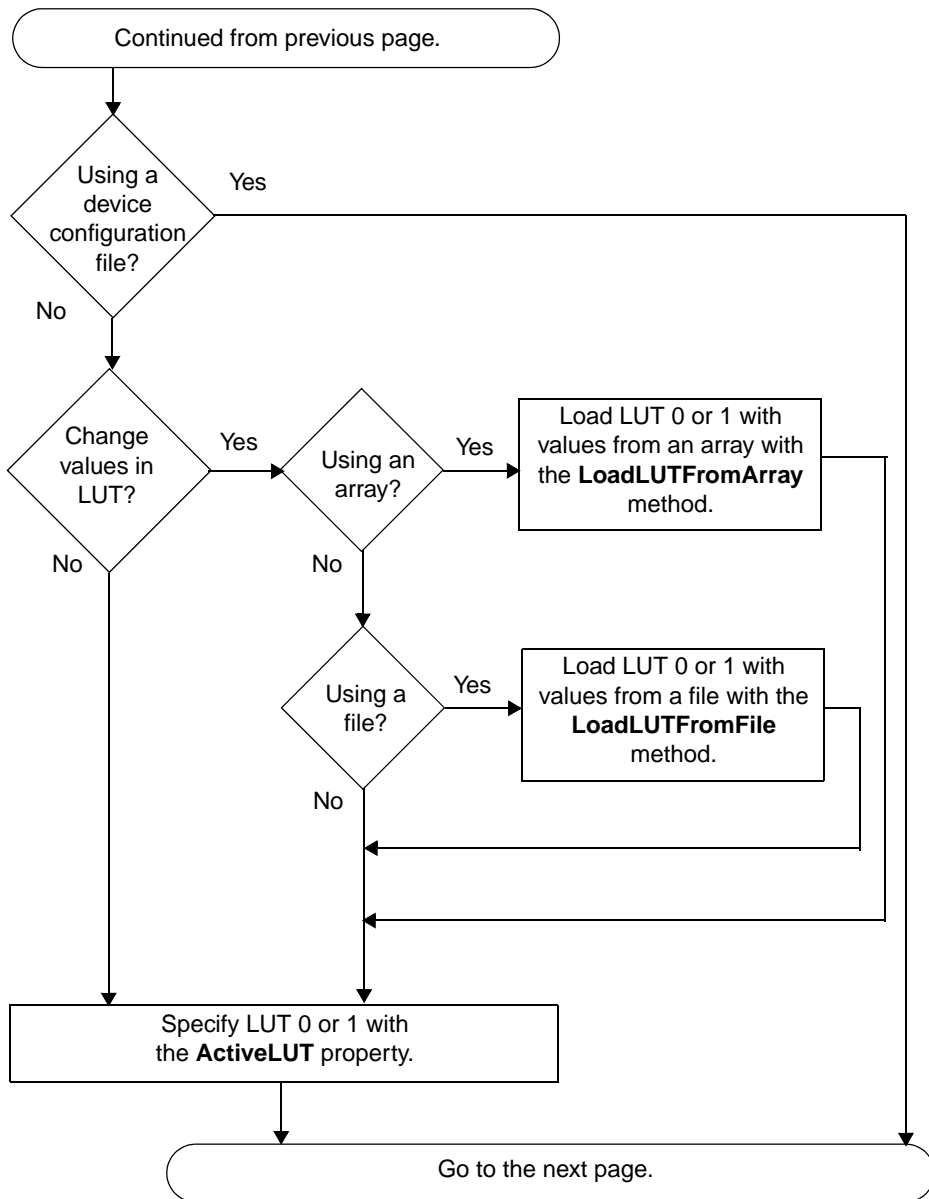 Continued from previous page.
Using a
device
configuration
file?
Yes
No
Change
values in
LUT?
Yes
No
Using an
array?
Yes
No
Load LUT 0 or 1 with
values from an array with
the LoadLUTFromArray
method.
Using a
file?
Yes
No
Load LUT 0 or 1 with
values from a file with the
LoadLUTFromFile
method.
Specify LUT 0 or 1 with
the ActiveLUT property.
Go to the next page.